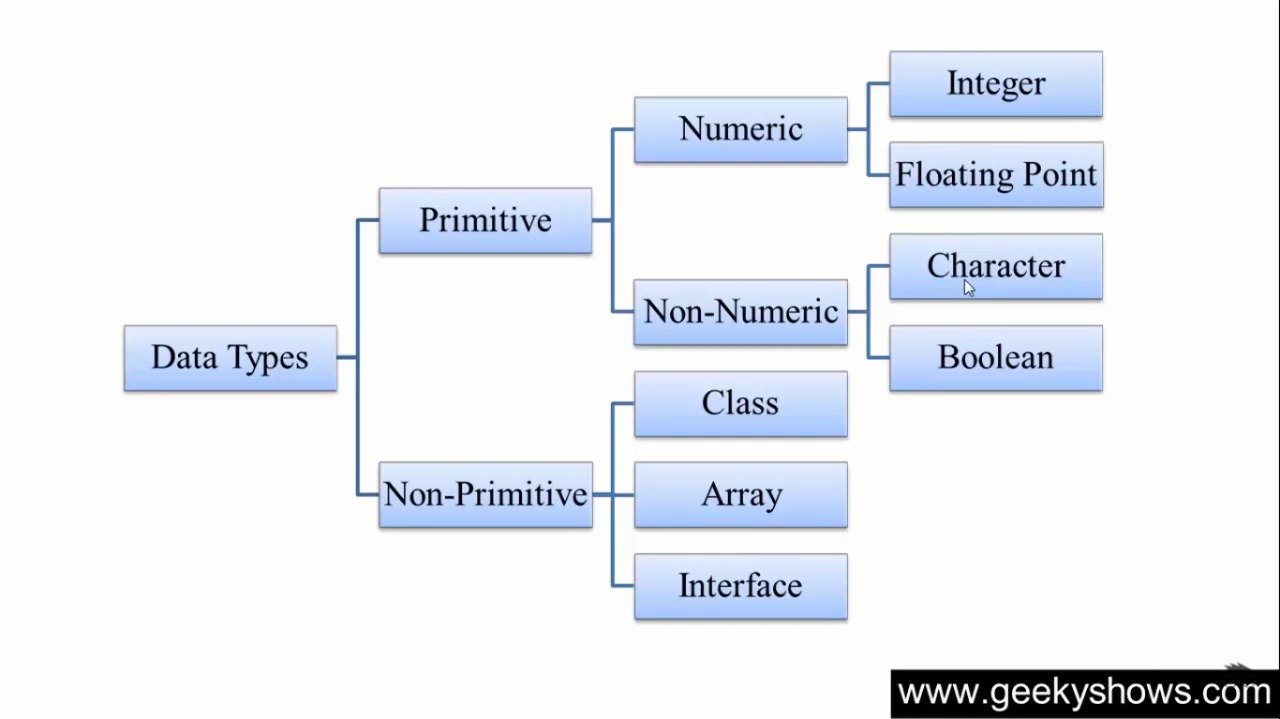 Integer
Numeric
Floating Point
Primitive
Character
Non-Numeric
Boolean
Data Types
Class
Non-Primitive
Array
Interface
www.geekyshows.com